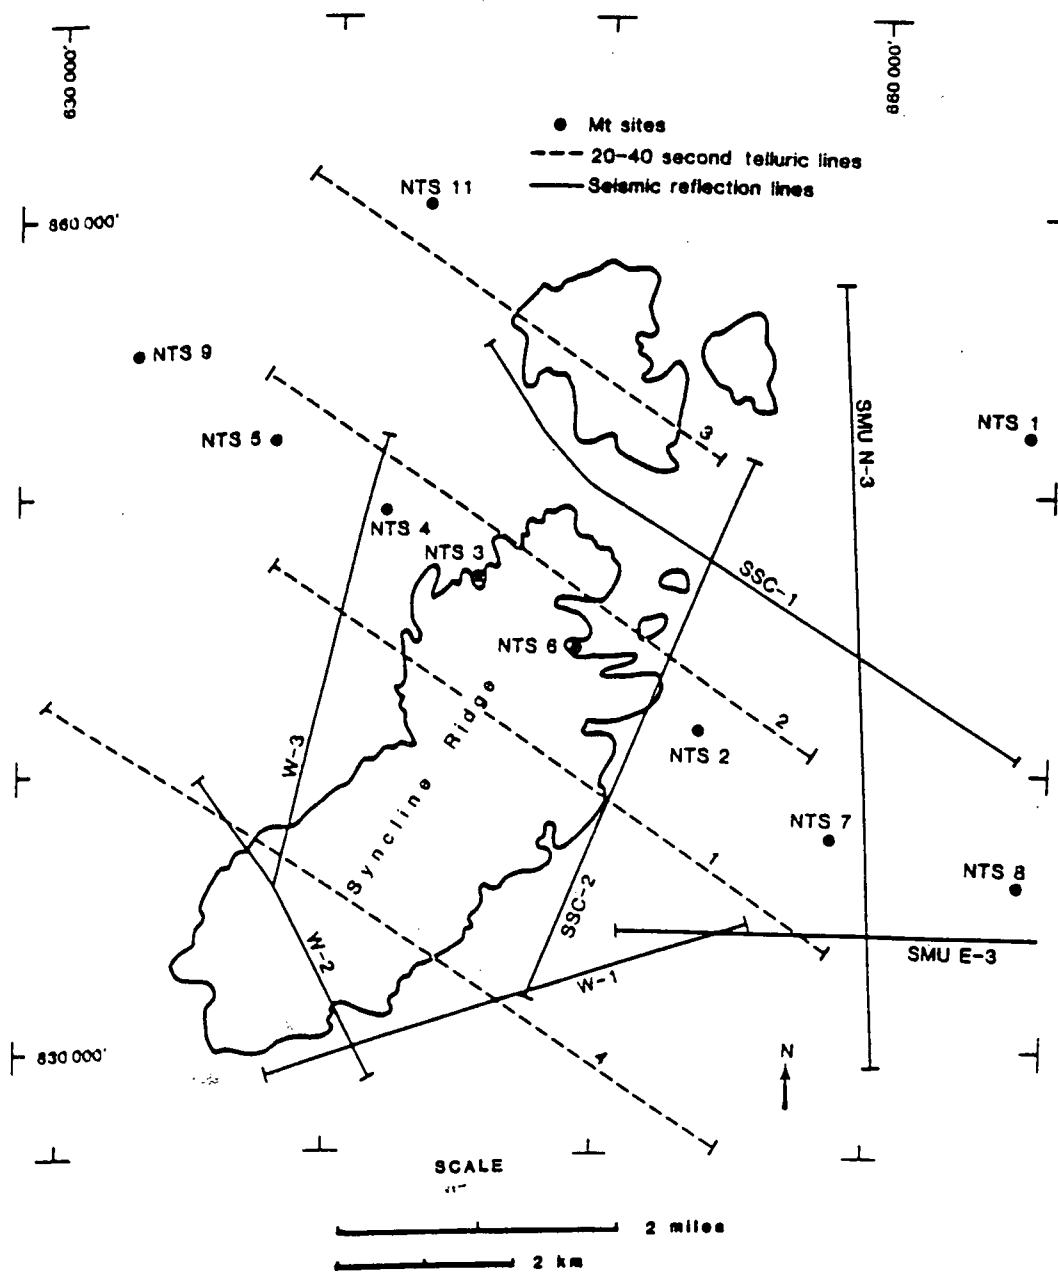 630 000'
660 000'
Mt sites
20-40 second telluric lines
Seismic reflection lines
NTS 11
860 000'
NTS 9
SMU N-3
NTS 1
NTS 5
3
NTS 4
NTS 3
SSC-1
NTS 6
Syncline Ridge
2
NTS 2
W-3
NTS 7
1
NTS 8
SSC-2
W-2
SMU E-3
W-1
830 000'
N
4
SCALE
2 miles
2 km